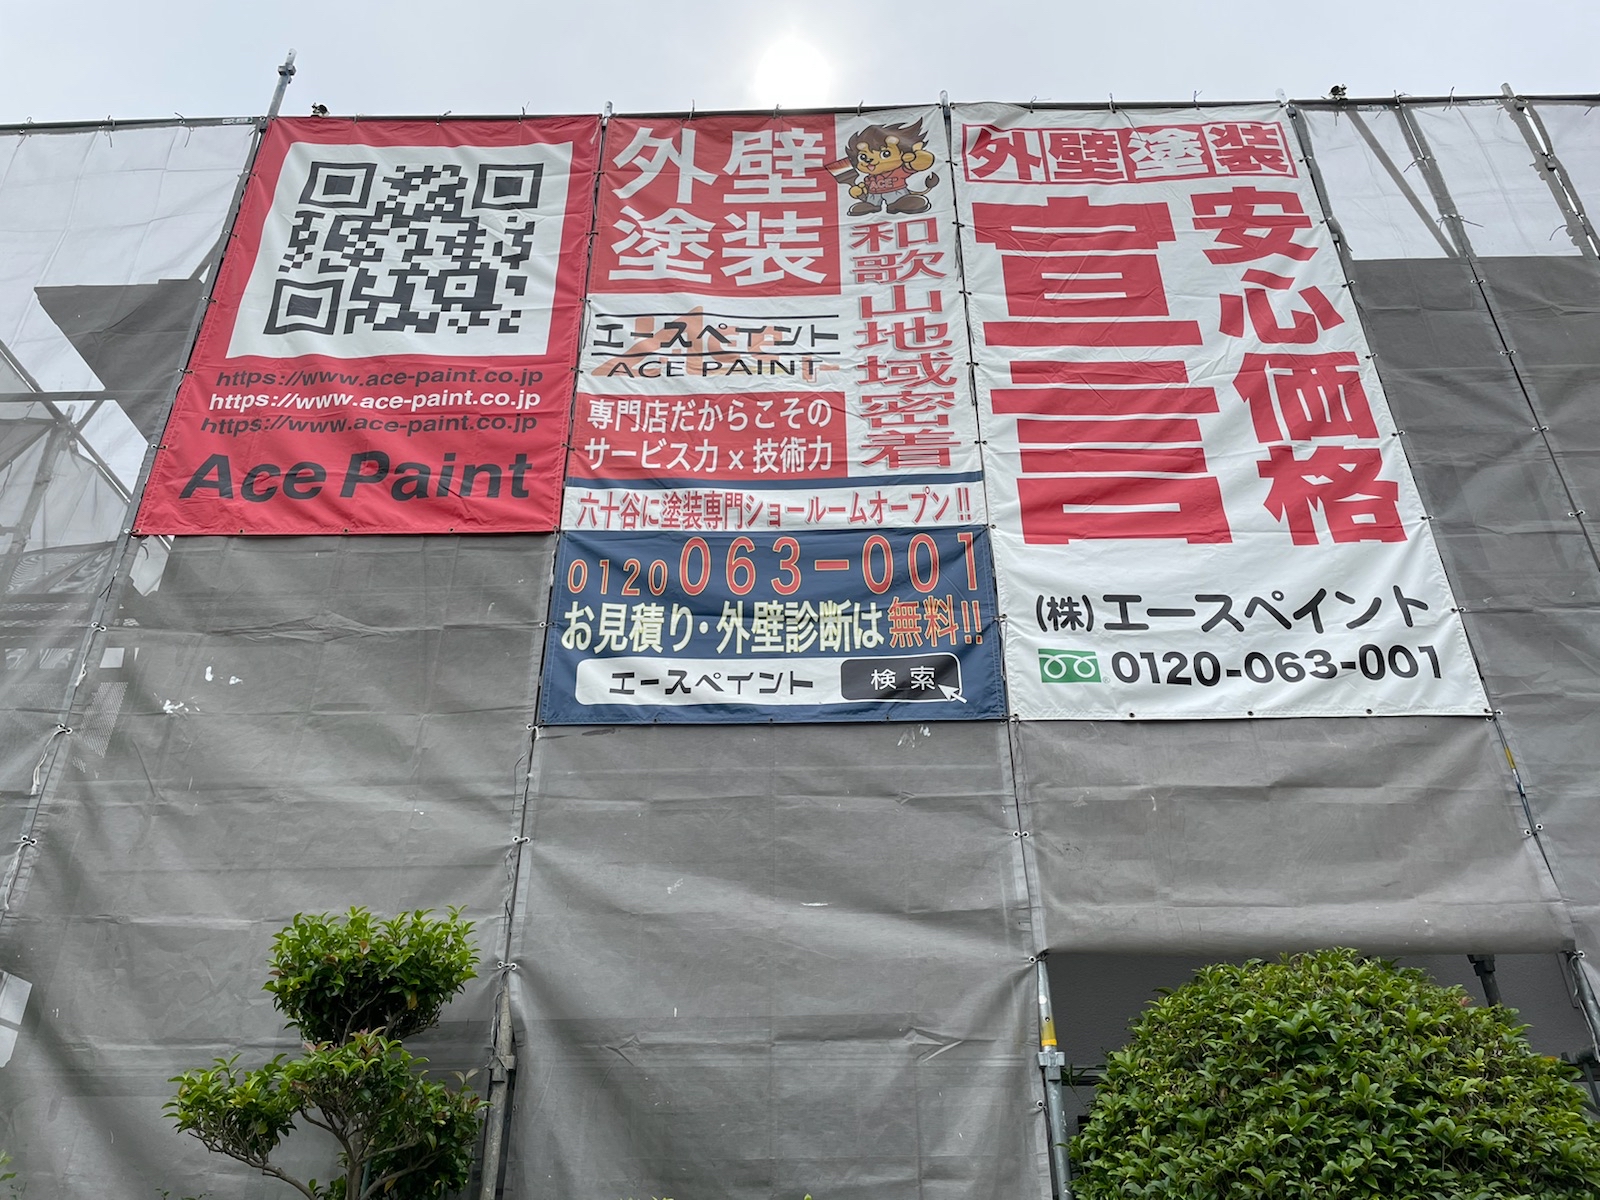 https://www.ace-paint.co.jp
https://www.ace-paint.co.jp
https://www.ace-paint.co.jp
Ace Paint
外壁
塗装
ACE
和歌山地域密着
Ace
エースペイント
ACE PAINT
専門店だからこその
サービス力×技術力
六十谷に塗装専門ショールームオープン!!
0120 063-001
お見積り・外壁診断は無料!!
エースペイント 検索
外壁塗装
安心価格
宣言
(株)エースペイント
0120-063-001